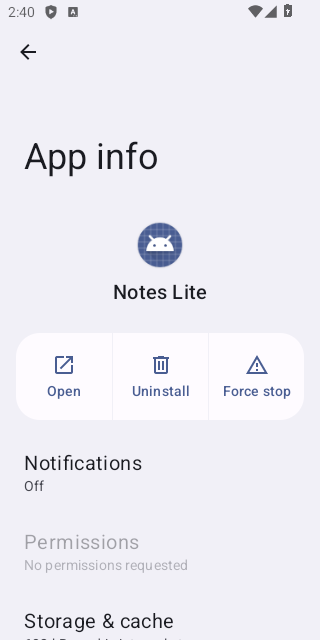 2:40
App info
Notes Lite
Open
Uninstall
Force stop
Notifications
Off
Permissions
No permissions requested
Storage & cache